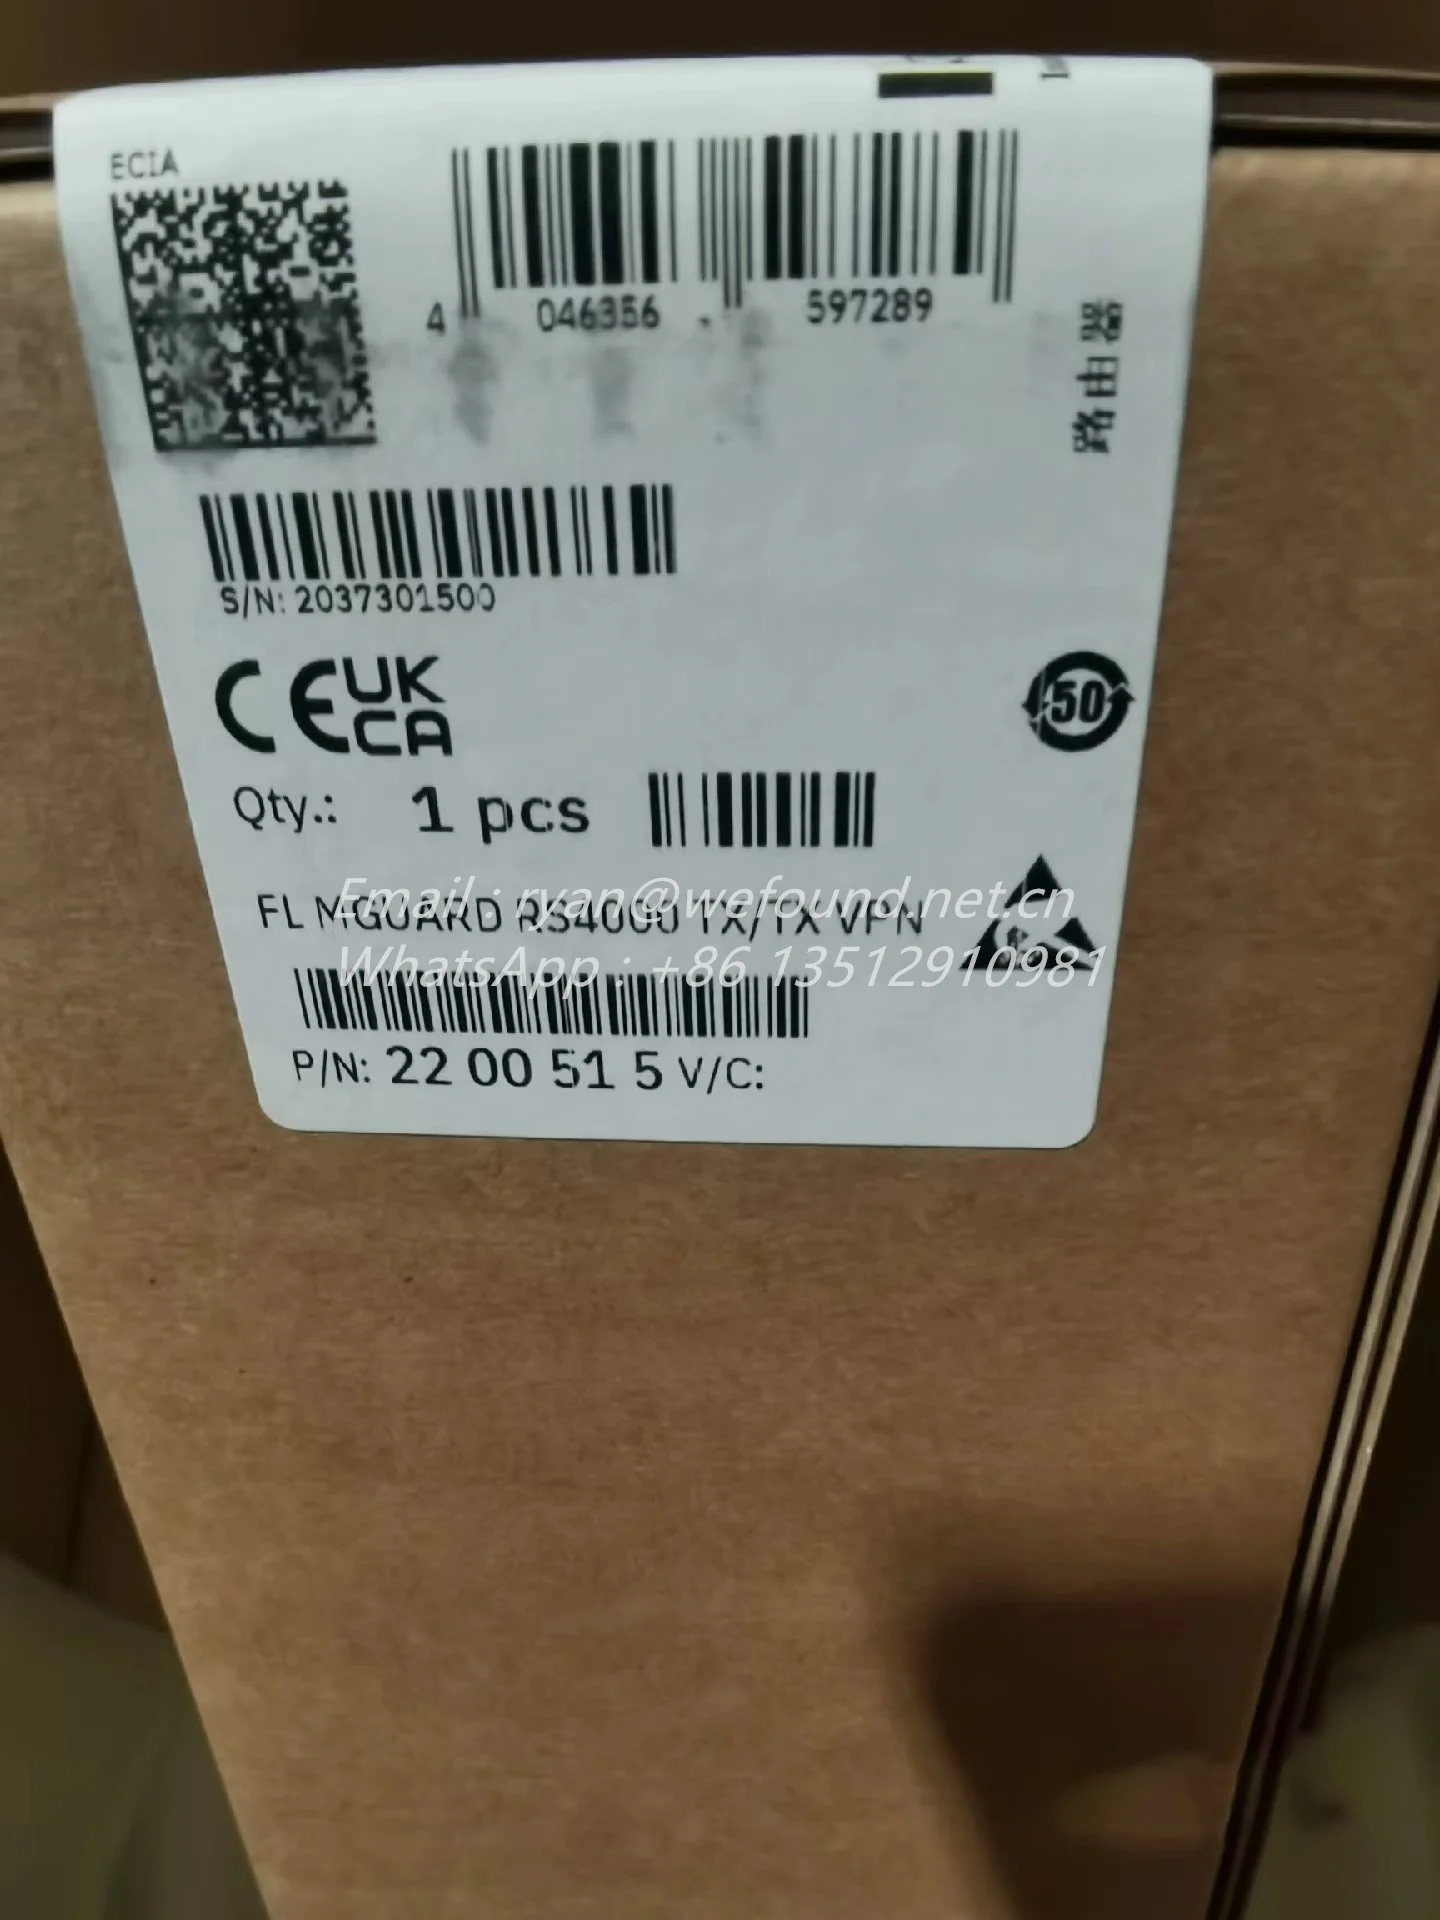 ECIA
4 046356 597289
路由器
S/N: 2037301500
CE UK CA
50
Qty.: 1 pcs
FL MGUARD RS4000 TX/TX VPN
Email : ryan@wefound.net.cn
WhatsApp : +86 13512910981
P/N: 22 00 51 5 V/C: